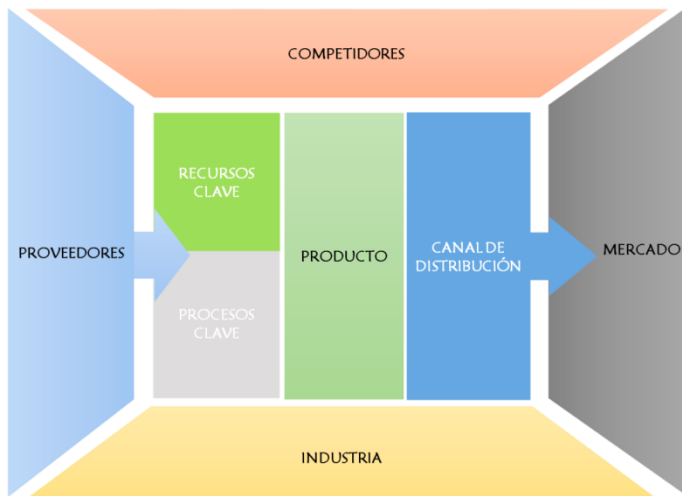 COMPETIDORES
RECURSOS
CLAVE
PROVEEDORES
PRODUCTO
CANAL DE
DISTRIBUCIÓN
MERCADO
PROCESOS
CLAVE
INDUSTRIA